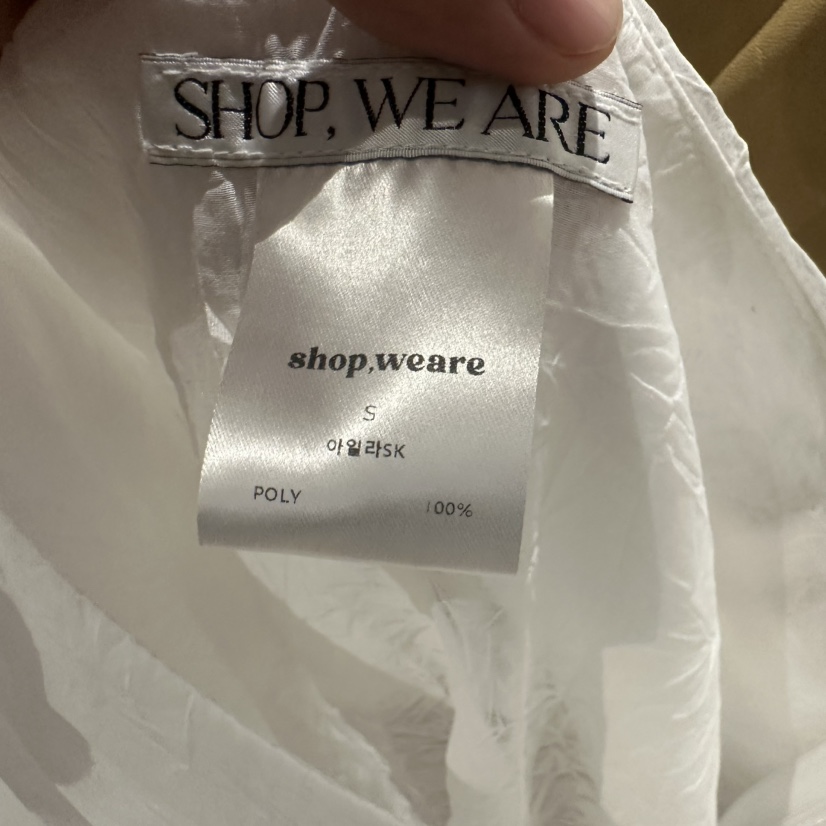 SHOP, WE ARE
shop,weare
S
아일라SK
POLY 100%